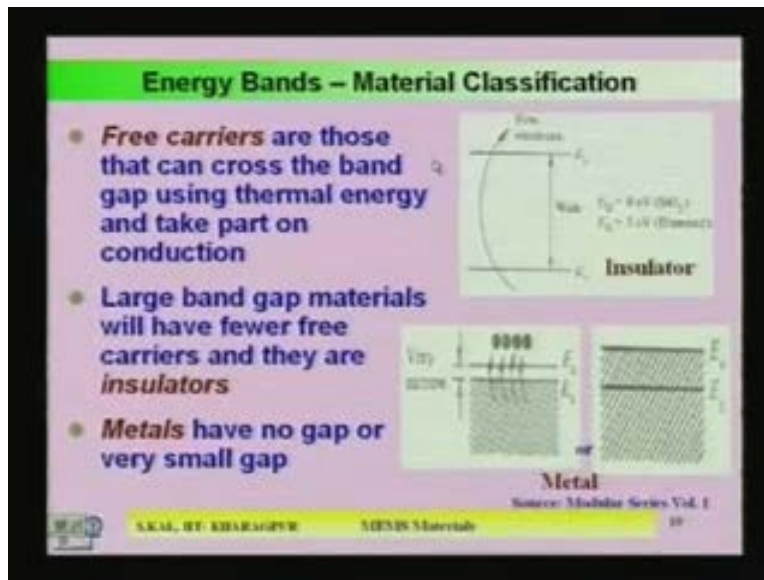 Energy Bands – Material Classification
Free carriers are those
that can cross the band
gap using thermal energy
and take part on
conduction
Large band gap materials
will have fewer free
carriers and they are
insulators
Metals have no gap or
very small gap
Wide
Insulator
or
Metal
Source: Modular Series Vol. 1
S.KAL, IIT- KHARAGPUR
MEMS Materials